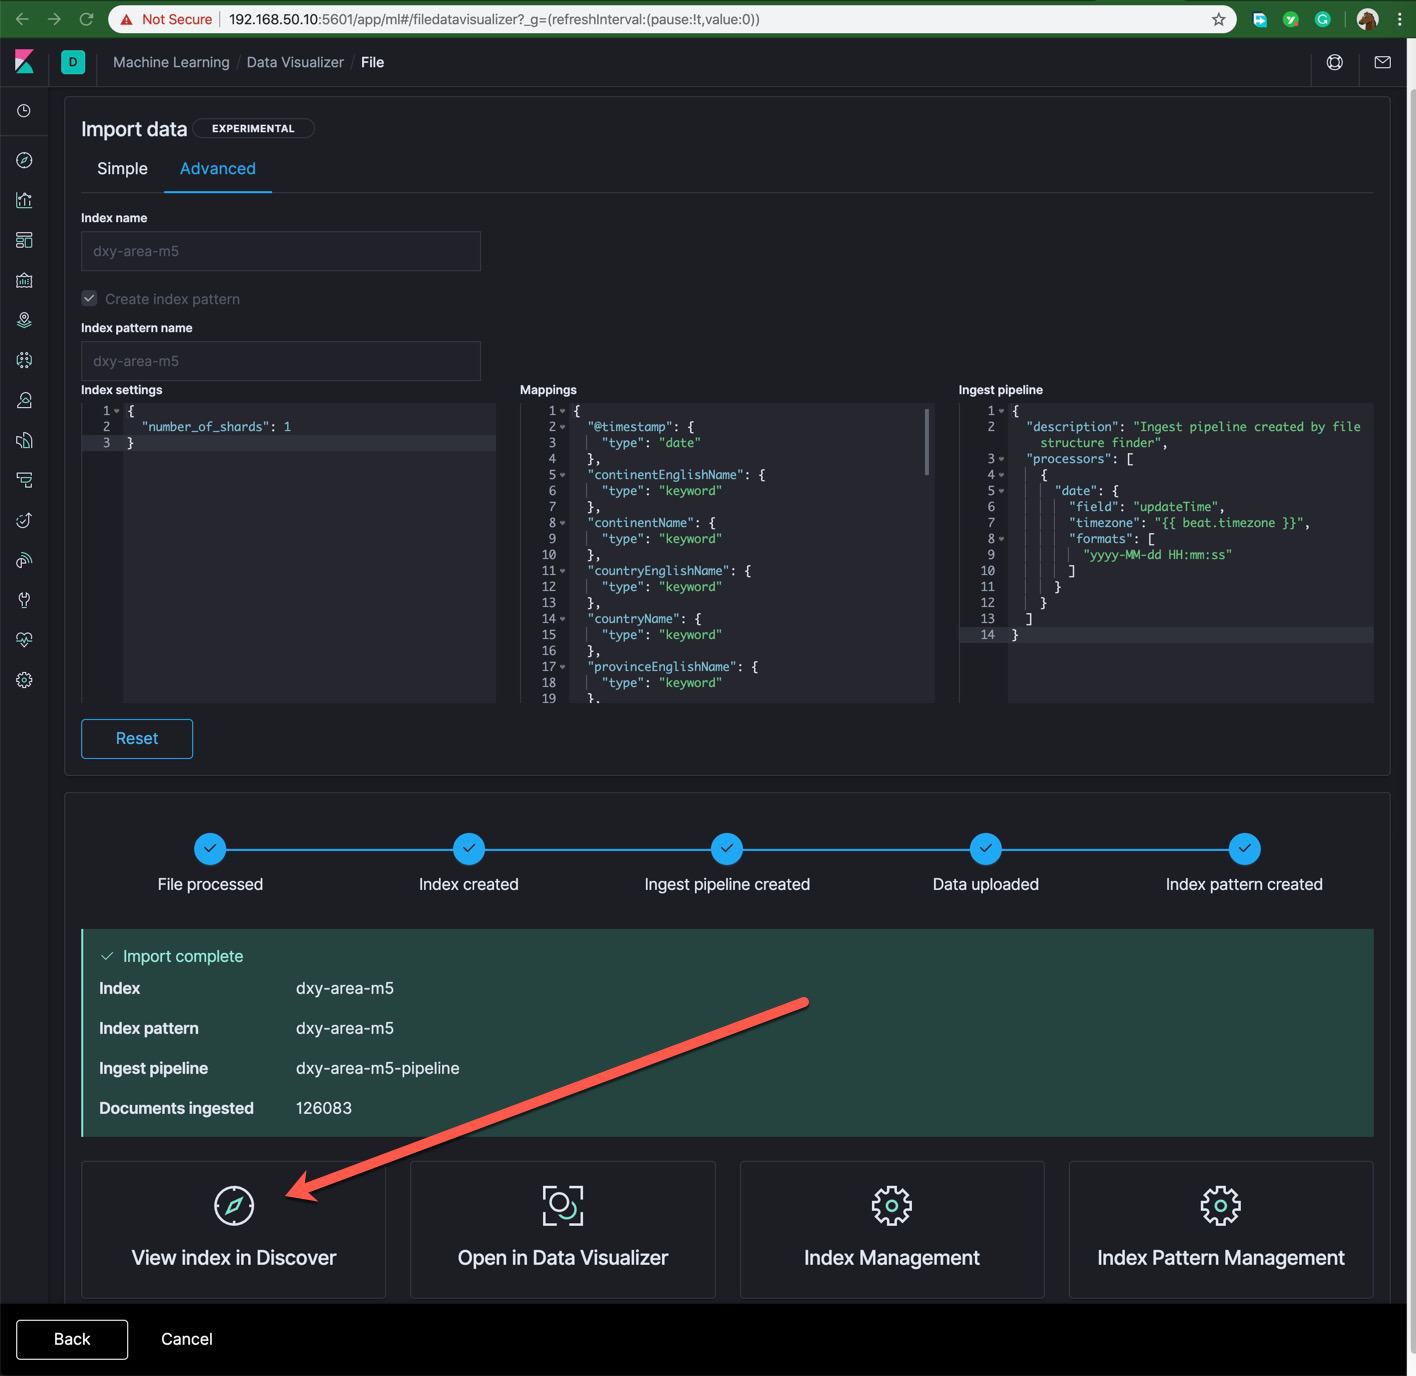 Not Secure 192.168.50.10:5601/app/ml#/filedatavisualizer?_g=(refreshInterval:(pause:!t,value:0))
D Machine Learning / Data Visualizer / File
Import data EXPERIMENTAL
Simple Advanced
Index name
dxy-area-m5
Create index pattern
Index pattern name
dxy-area-m5
Index settings
1 {
2 "number_of_shards": 1
3 }
Mappings
1 {
2 "@timestamp": {
3 "type": "date"
4 },
5 "continentEnglishName": {
6 "type": "keyword"
7 },
8 "continentName": {
9 "type": "keyword"
10 },
11 "countryEnglishName": {
12 "type": "keyword"
13 },
14 "countryName": {
15 "type": "keyword"
16 },
17 "provinceEnglishName": {
18 "type": "keyword"
19 },
Ingest pipeline
1 {
2 "description": "Ingest pipeline created by file
structure finder",
3 "processors": [
4 {
5 "date": {
6 "field": "updateTime",
7 "timezone": "{{ beat.timezone }}",
8 "formats": [
9 "yyyy-MM-dd HH:mm:ss"
10 ]
11 }
12 }
13 ]
14 }
Reset
File processed
Index created
Ingest pipeline created
Data uploaded
Index pattern created
Import complete
Index dxy-area-m5
Index pattern dxy-area-m5
Ingest pipeline dxy-area-m5-pipeline
Documents ingested 126083
View index in Discover
Open in Data Visualizer
Index Management
Index Pattern Management
Back Cancel